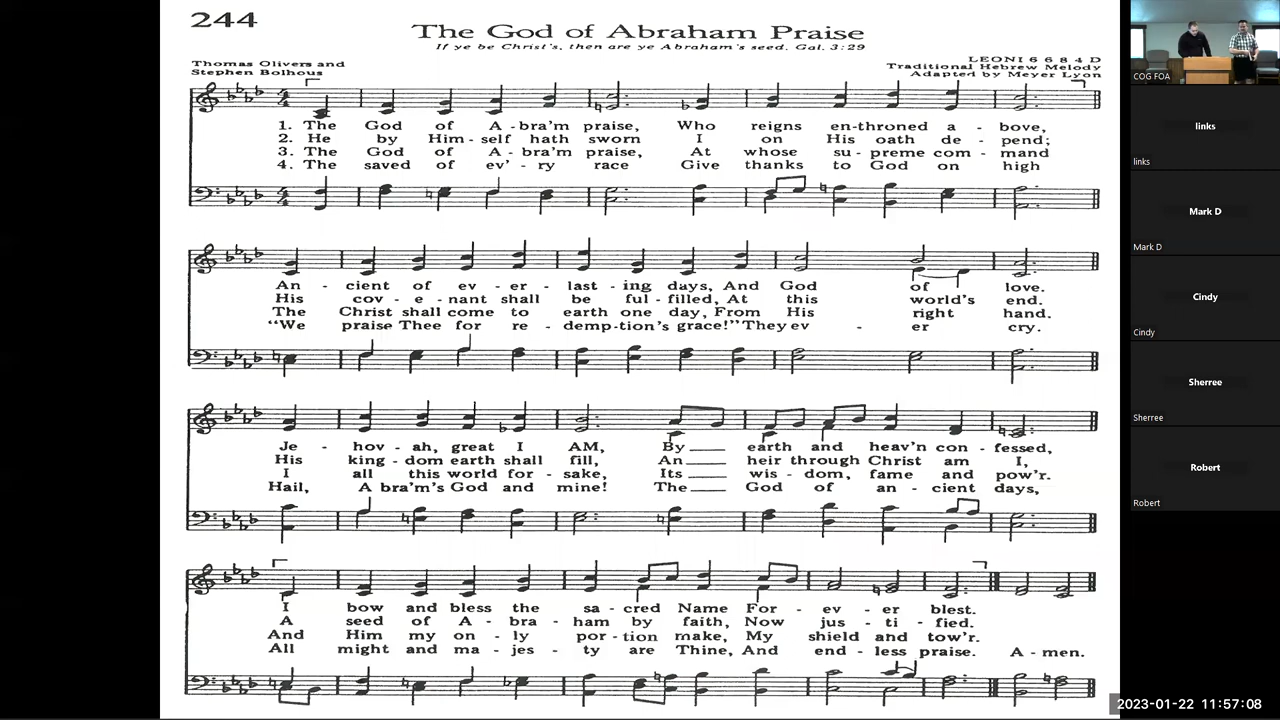 244
The God of Abraham Praise
If ye be Christ's, then are ye Abraham's seed. Gal. 3:29
Thomas Olivers and
Stephen Bolhous
LEONI 6 6 8 4 D
Traditional Hebrew Melody
Adapted by Meyer Lyon
1. The God of A - bra'm praise, Who reigns en-throned a - bove,
2. He by Him - self hath sworn I on His oath de - pend;
3. The God of A - bra'm praise, At whose su - preme com - mand
4. The saved of ev' - ry race Give thanks to God on high
An - cient of ev - er - last - ing days, And God of love.
His cov - e - nant shall be ful - filled, At this world's end.
The Christ shall come to earth one day, From His right hand.
"We praise Thee for re - demp-tion's grace!" They ev - er cry.
Je - hov - ah, great I AM, By earth and heav'n con - fessed,
His king - dom earth shall fill, An heir through Christ am I,
I all this world for - sake, Its wis - dom, fame and pow'r.
Hail, A bra'm's God and mine! The God of an - cient days,
I bow and bless the sa - cred Name For - ev - er blest.
A seed of A - bra - ham by faith, Now jus - ti - fied.
And Him my on - ly por - tion make, My shield and tow'r.
All might and ma - jes - ty are Thine, And end - less praise. A - men.
COG FOA
links
links
Mark D
Mark D
Cindy
Cindy
Sherree
Sherree
Robert
Robert
2023-01-22 11:57:08